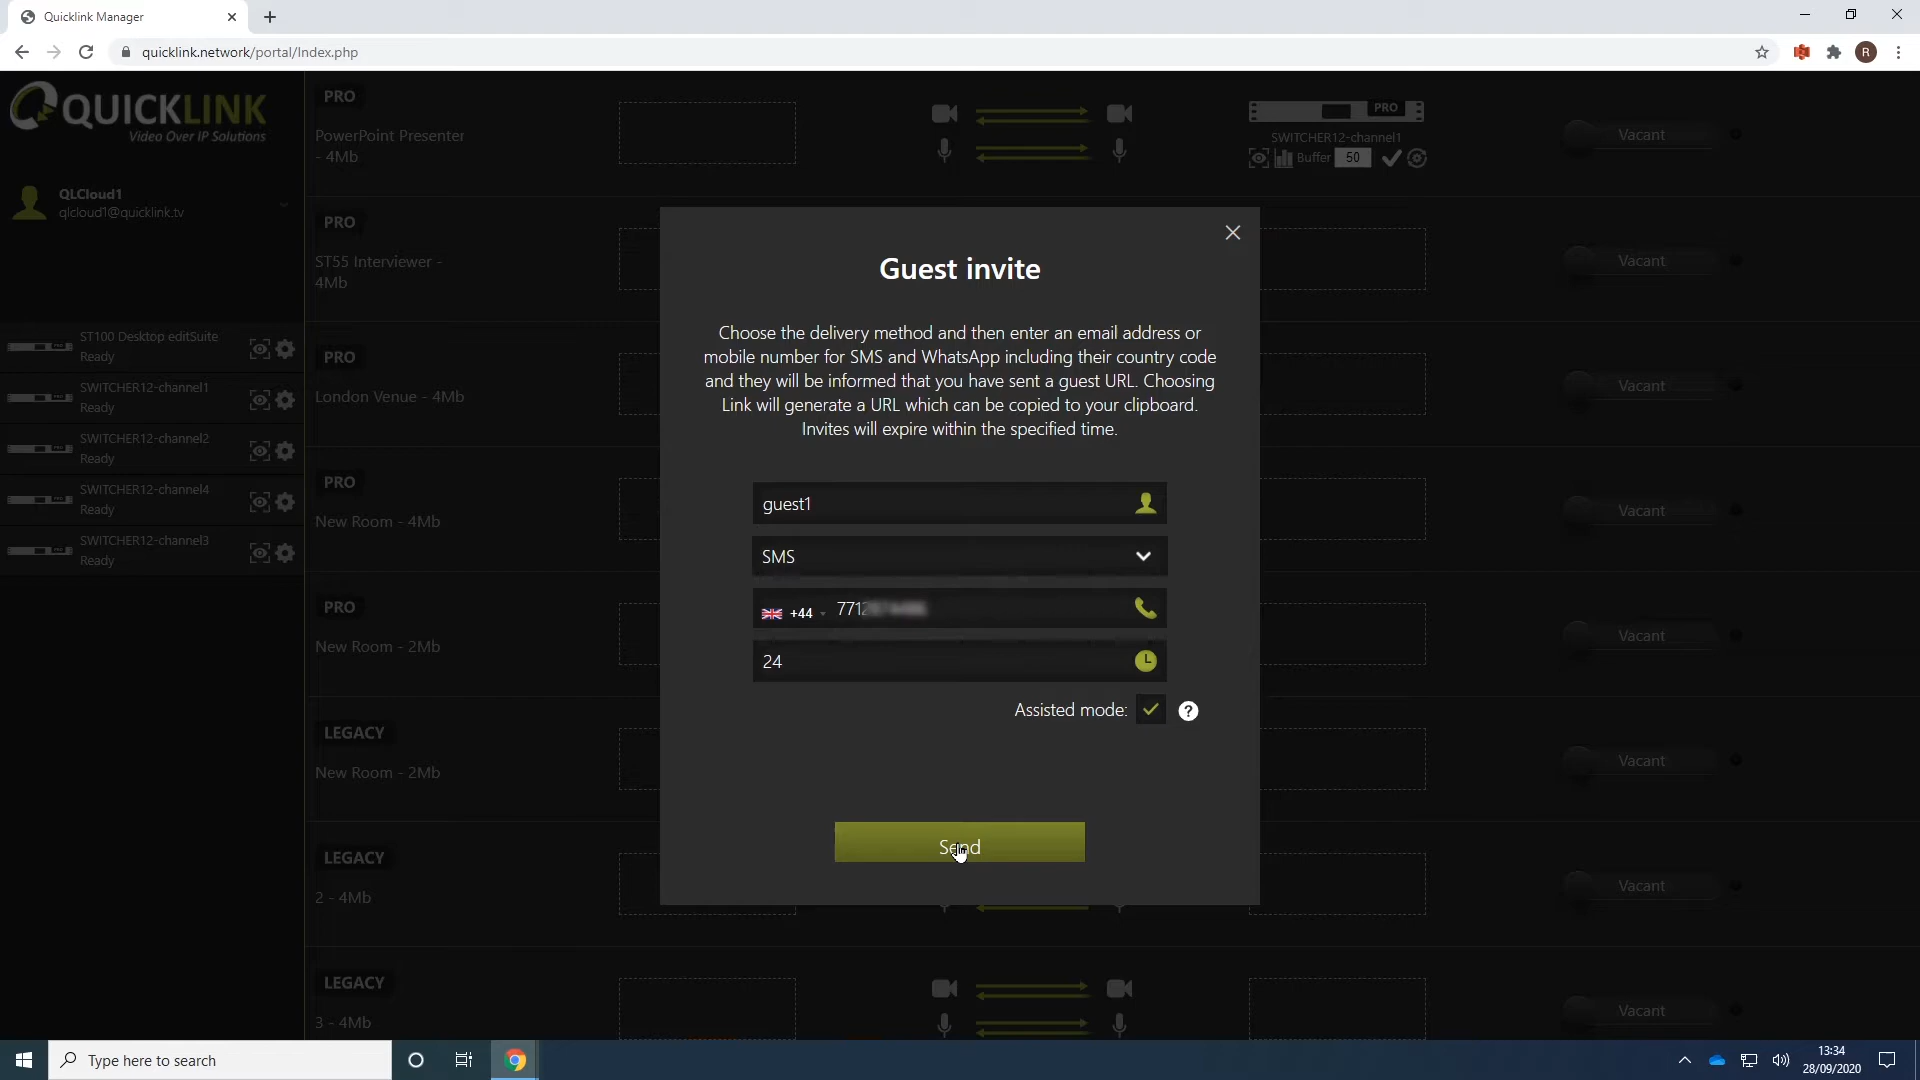 Quicklink Manager
quicklink.network/portal/Index.php
R
QUICKLINK
Video Over IP Solutions
QLCloud1
qlcloud1@quicklink.tv
ST100 Desktop editSuite
Ready
SWITCHER12-channel1
Ready
SWITCHER12-channel2
Ready
SWITCHER12-channel4
Ready
SWITCHER12-channel3
Ready
PRO
PowerPoint Presenter
- 4Mb
PRO
SWITCHER12-channel1
Buffer 50
Vacant
PRO
ST55 Interviewer -
4Mb
Vacant
PRO
London Venue - 4Mb
Vacant
PRO
New Room - 4Mb
Vacant
PRO
New Room - 2Mb
Vacant
LEGACY
New Room - 2Mb
Vacant
LEGACY
2 - 4Mb
Vacant
LEGACY
3 - 4Mb
Vacant
Guest invite
Choose the delivery method and then enter an email address or
mobile number for SMS and WhatsApp including their country code
and they will be informed that you have sent a guest URL. Choosing
Link will generate a URL which can be copied to your clipboard.
Invites will expire within the specified time.
guest1
SMS
+44 7712
24
Assisted mode: ?
Send
Type here to search
13:34
28/09/2020